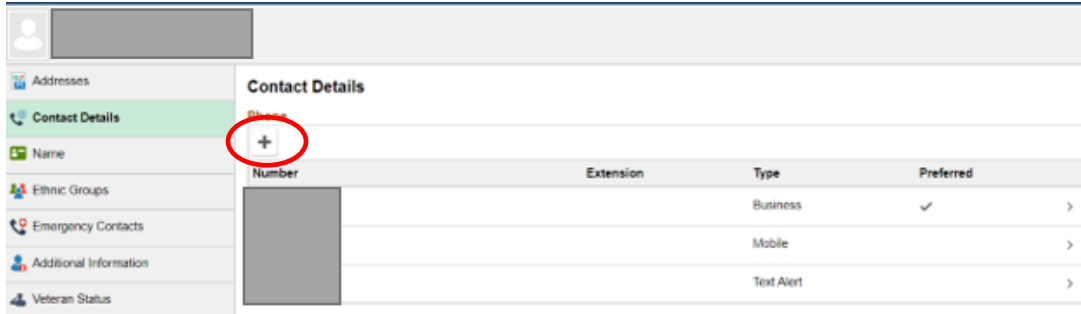 Addresses
Contact Details
Name
Ethnic Groups
Emergency Contacts
Additional Information
Veteran Status
Contact Details
Phone
+
Number Extension Type Preferred
Business
Mobile
Text Alert